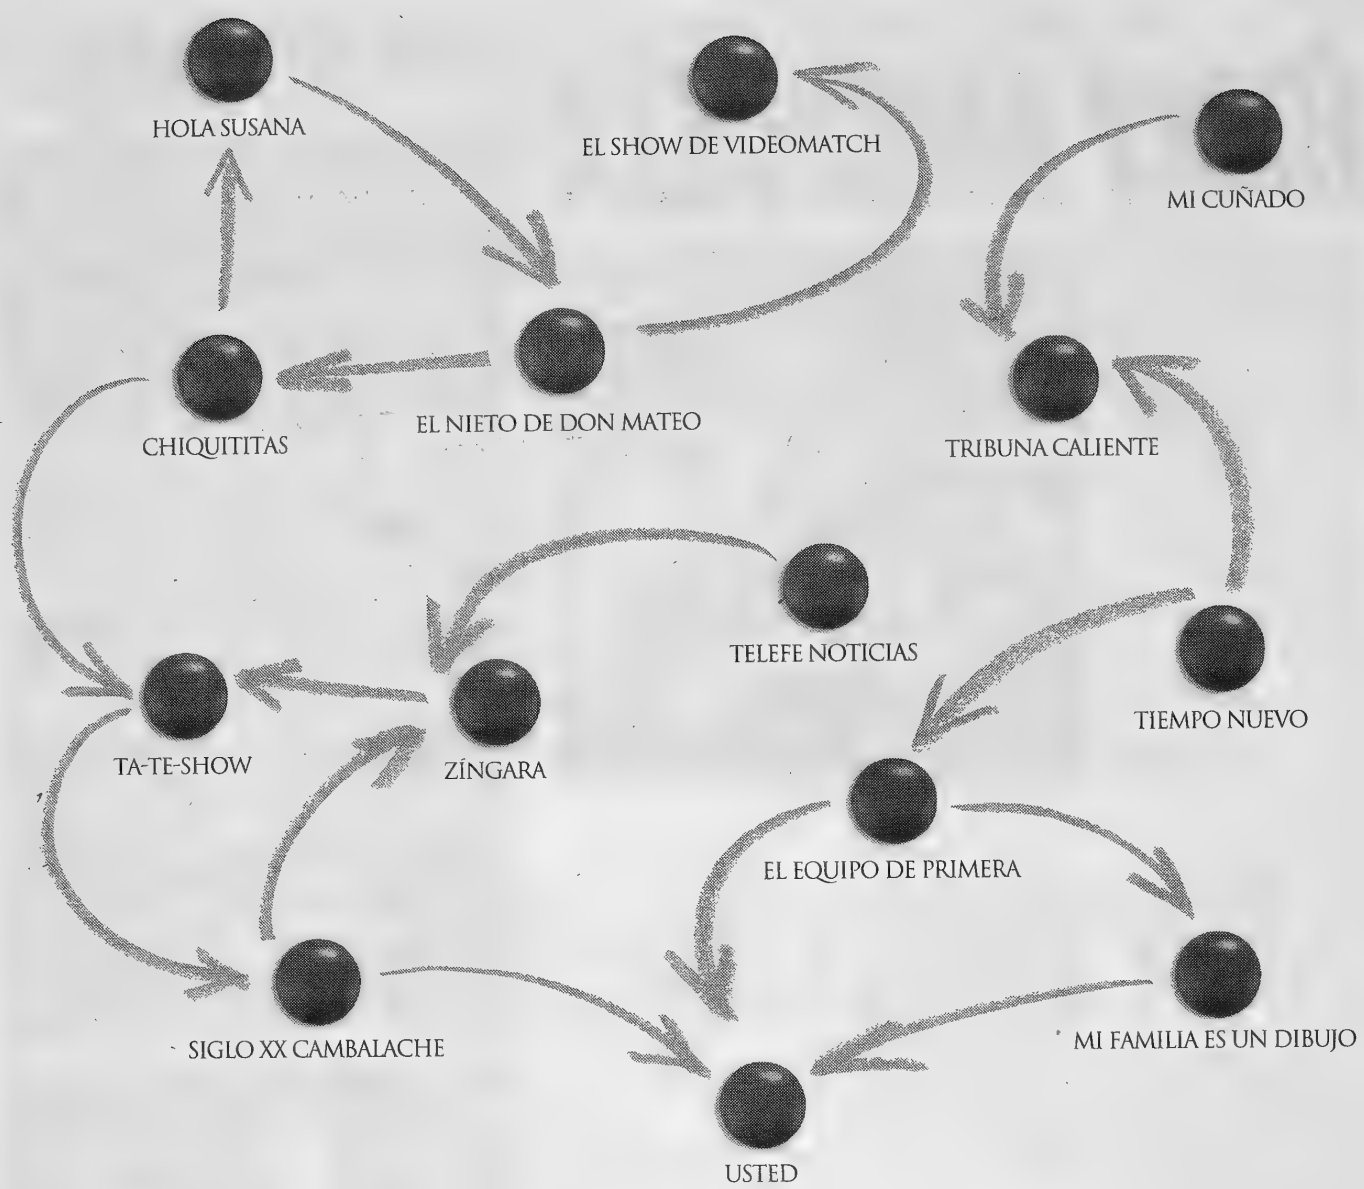 HOLA SUSANA
EL SHOW DE VIDEOMATCH
MI CUÑADO
CHIQUITITAS
EL NIETO DE DON MATEO
TRIBUNA CALIENTE
TELEFE NOTICIAS
TIEMPO NUEVO
TA-TE-SHOW
ZÍNGARA
EL EQUIPO DE PRIMERA
SIGLO XX CAMBALACHE
MI FAMILIA ES UN DIBUJO
USTED